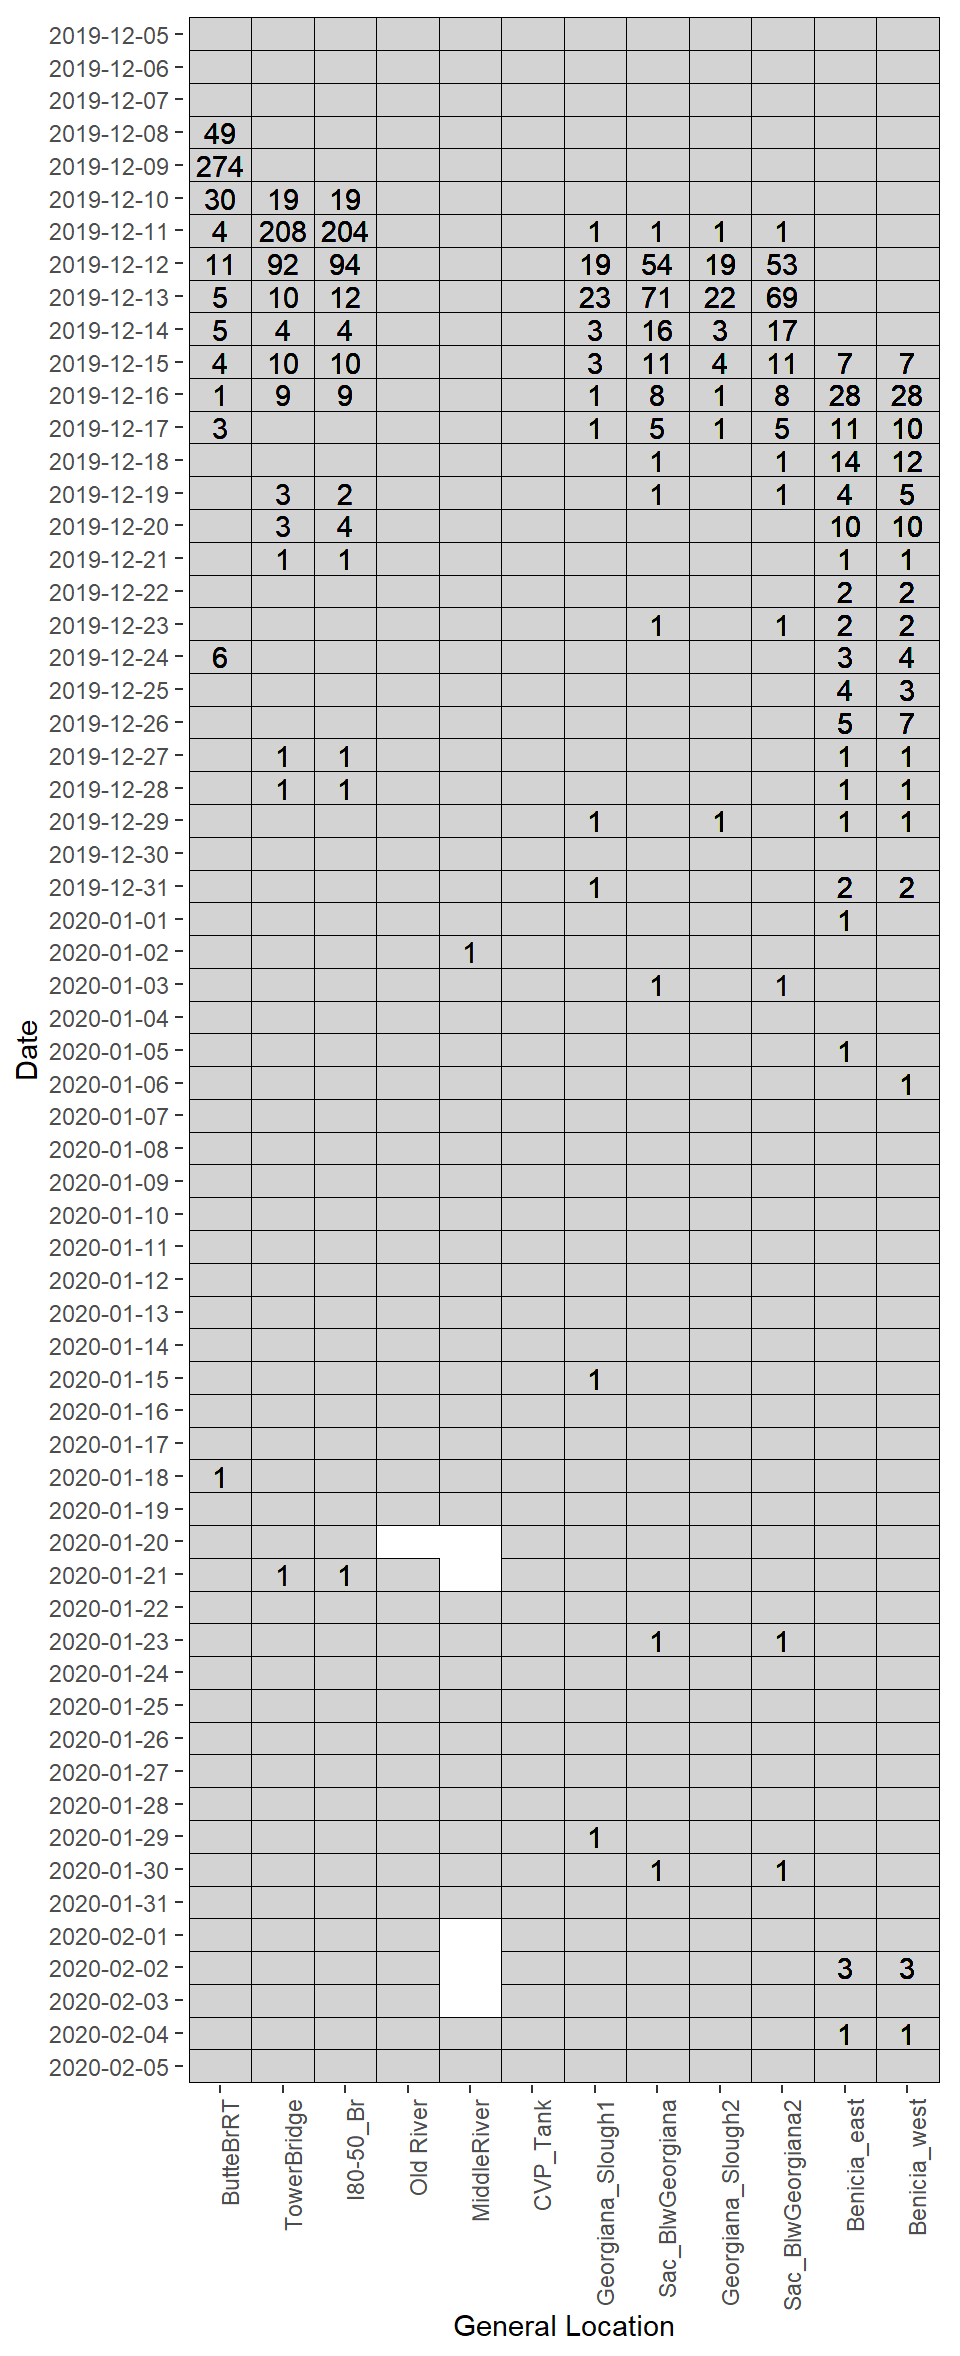 2019-12-05
2019-12-06
2019-12-07
2019-12-08 49
2019-12-09 274
2019-12-10 30 19 19
2019-12-11 4 208 204 1 1 1 1
2019-12-12 11 92 94 19 54 19 53
2019-12-13 5 10 12 23 71 22 69
2019-12-14 5 4 4 3 16 3 17
2019-12-15 4 10 10 3 11 4 11 7 7
2019-12-16 1 9 9 1 8 1 8 28 28
2019-12-17 3 1 5 1 5 11 10
2019-12-18 1 1 14 12
2019-12-19 3 2 1 1 4 5
2019-12-20 3 4 10 10
2019-12-21 1 1 1 1
2019-12-22 2 2
2019-12-23 1 1 2 2
2019-12-24 6 3 4
2019-12-25 4 3
2019-12-26 5 7
2019-12-27 1 1 1 1
2019-12-28 1 1 1 1
2019-12-29 1 1 1 1
2019-12-30
2019-12-31 1 2 2
2020-01-01 1
2020-01-02 1
2020-01-03 1 1
2020-01-04
2020-01-05 1
2020-01-06 1
2020-01-07
2020-01-08
2020-01-09
2020-01-10
2020-01-11
2020-01-12
2020-01-13
2020-01-14
2020-01-15 1
2020-01-16
2020-01-17
2020-01-18 1
2020-01-19
2020-01-20
2020-01-21 1 1
2020-01-22
2020-01-23 1 1
2020-01-24
2020-01-25
2020-01-26
2020-01-27
2020-01-28
2020-01-29 1
2020-01-30 1 1
2020-01-31
2020-02-01
2020-02-02 3 3
2020-02-03
2020-02-04 1 1
2020-02-05
Date
ButteBrRT
TowerBridge
I80-50_Br
Old River
MiddleRiver
CVP_Tank
Georgiana_Slough1
Sac_BlwGeorgiana
Georgiana_Slough2
Sac_BlwGeorgiana2
Benicia_east
Benicia_west
General Location